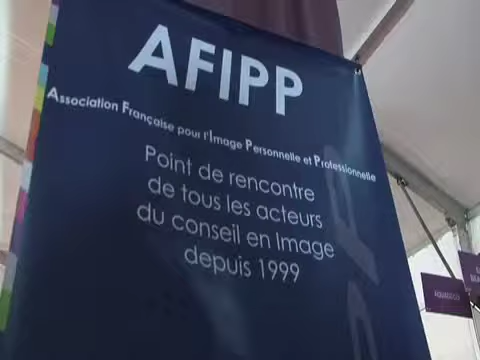 AFIPP
Association Française pour l'Image Personnelle et Professionnelle
Point de rencontre
de tous les acteurs
du conseil en Image
depuis 1999